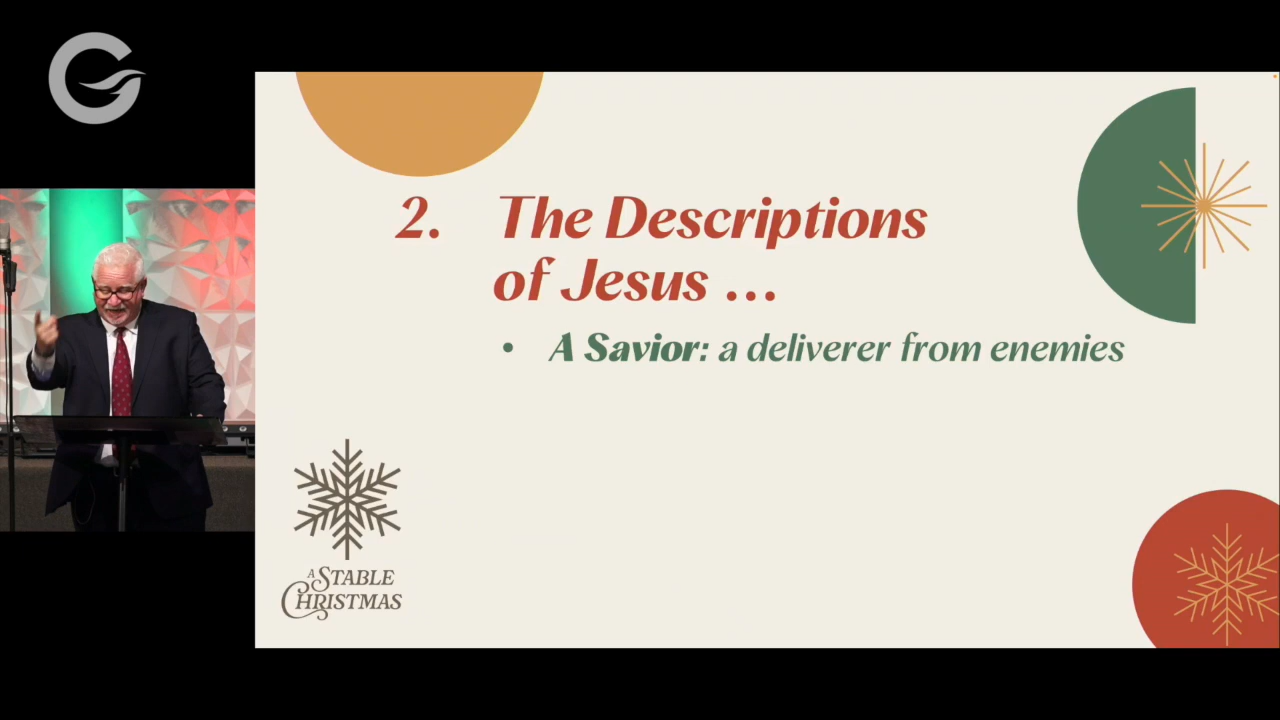 2. The Descriptions
of Jesus ...
• A Savior: a deliverer from enemies
A STABLE
CHRISTMAS